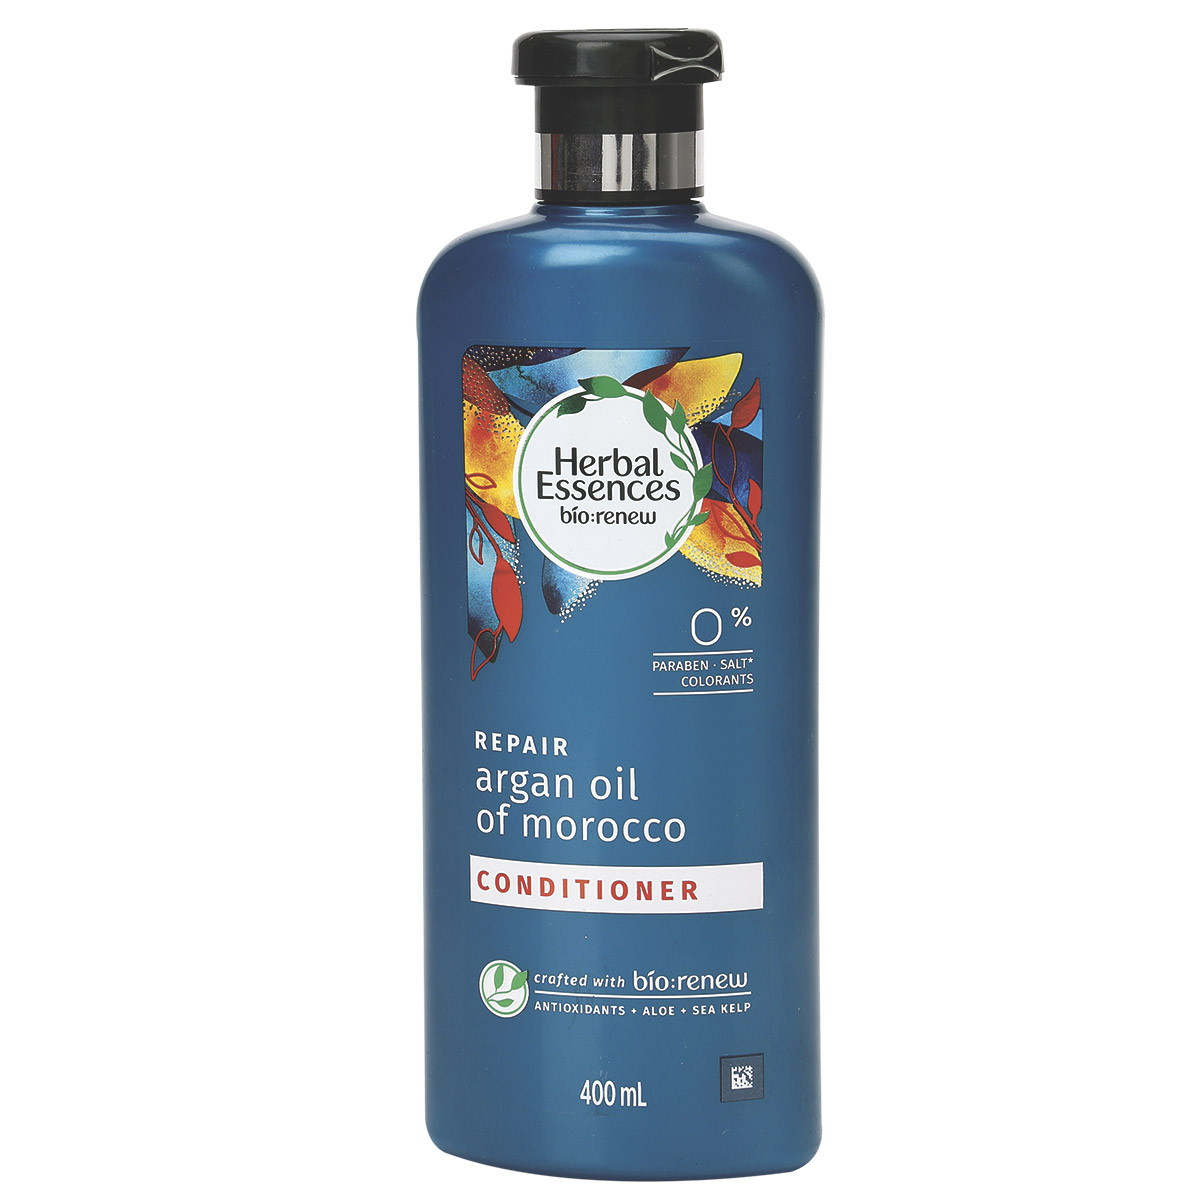 Herbal
Essences
bío:renew
0%
PARABEN · SALT*
COLORANTS
REPAIR
argan oil
of morocco
CONDITIONER
crafted with bío:renew
ANTIOXIDANTS + ALOE + SEA KELP
400 mL